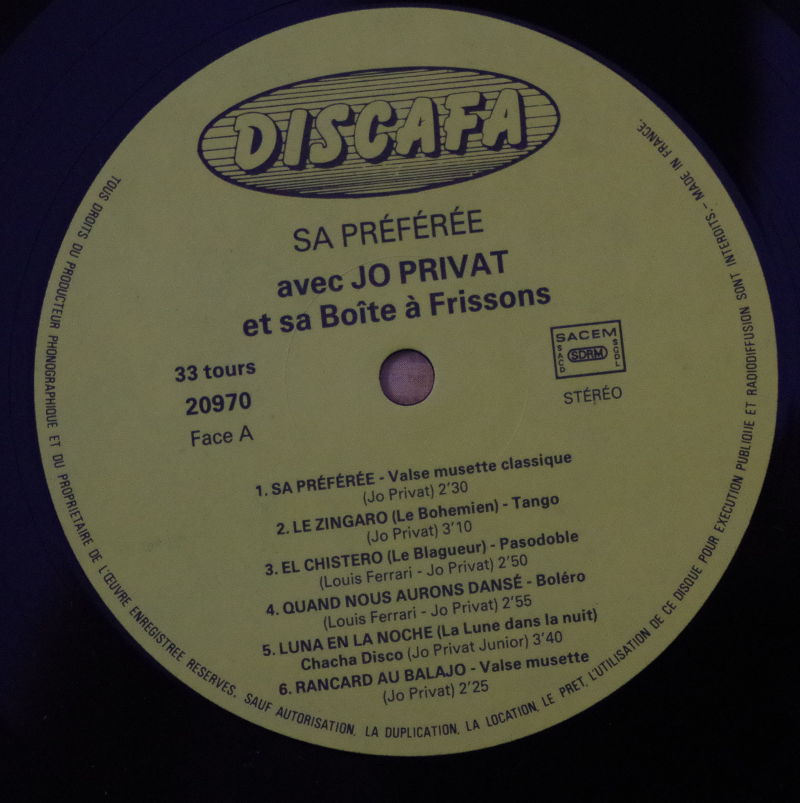 DISCAFA
SA PRÉFÉRÉE
avec JO PRIVAT
et sa Boîte à Frissons
33 tours
20970
Face A
SACEM
SACD
SDRM
SCDL
STÉRÉO
1. SA PRÉFÉRÉE - Valse musette classique
(Jo Privat) 2'30
2. LE ZINGARO (Le Bohemien) - Tango
(Jo Privat) 3'10
3. EL CHISTERO (Le Blagueur) - Pasodoble
(Louis Ferrari - Jo Privat) 2'50
4. QUAND NOUS AURONS DANSÉ - Boléro
(Louis Ferrari - Jo Privat) 2'55
5. LUNA EN LA NOCHE (La Lune dans la nuit)
Chacha Disco (Jo Privat Junior) 3'40
6. RANCARD AU BALAJO - Valse musette
(Jo Privat) 2'25
TOUS DROITS DU PRODUCTEUR PHONOGRAPHIQUE ET DU PROPRIETAIRE DE L'ŒUVRE ENREGISTREE RESERVES. SAUF AUTORISATION, LA DUPLICATION, LA LOCATION, LE PRET, L'UTILISATION DE CE DISQUE POUR EXECUTION PUBLIQUE ET RADIODIFFUSION SONT INTERDITS. - MADE IN FRANCE.